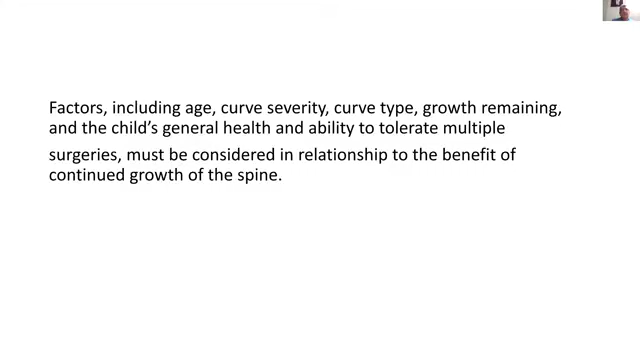 Factors, including age, curve severity, curve type, growth remaining,
and the child's general health and ability to tolerate multiple
surgeries, must be considered in relationship to the benefit of
continued growth of the spine.